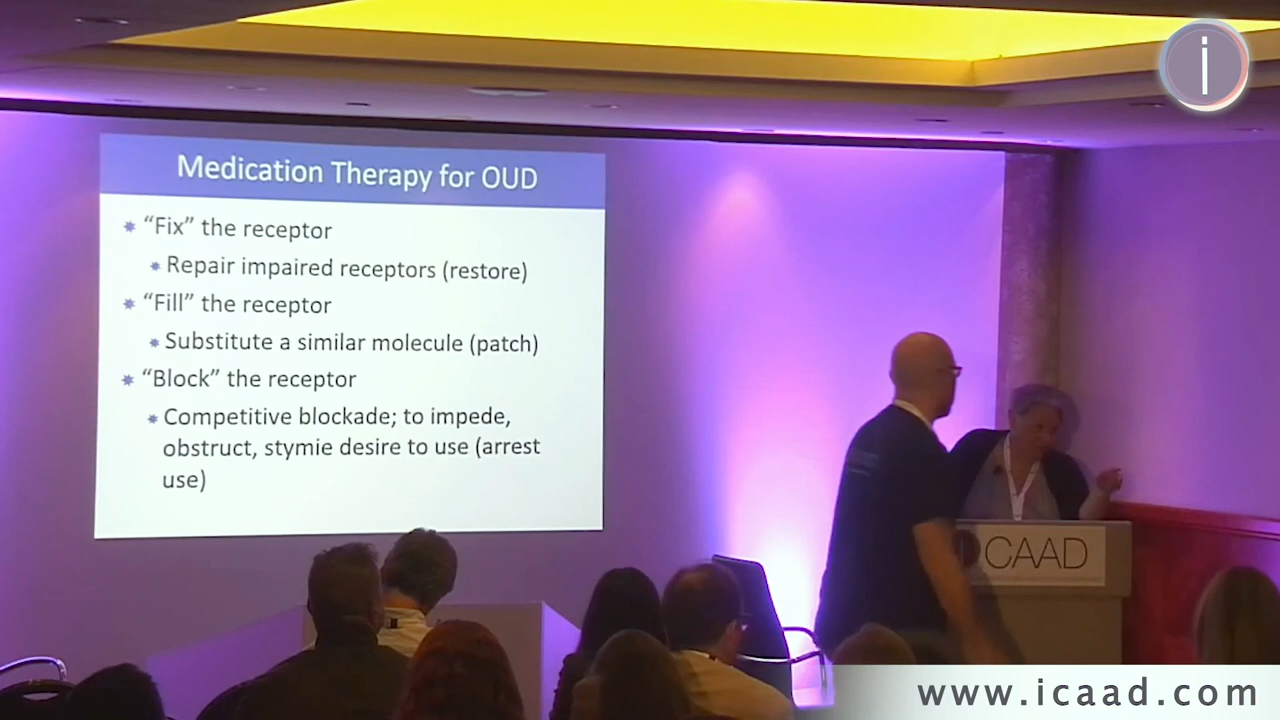 i
Medication Therapy for OUD
“Fix” the receptor
Repair impaired receptors (restore)
“Fill” the receptor
Substitute a similar molecule (patch)
“Block” the receptor
Competitive blockade; to impede,
obstruct, stymie desire to use (arrest
use)
CAAD
www.icaad.com